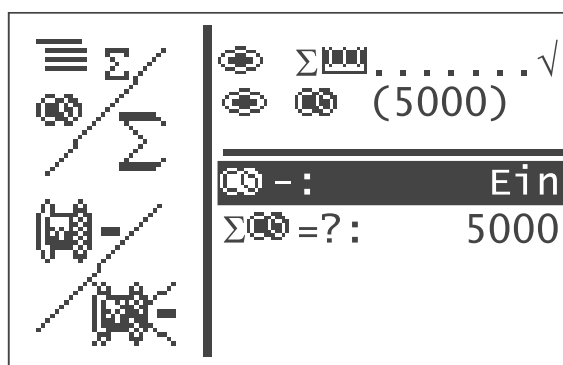 Σ
Σ
Σ.......√
(5000)
-: Ein
Σ=?: 5000